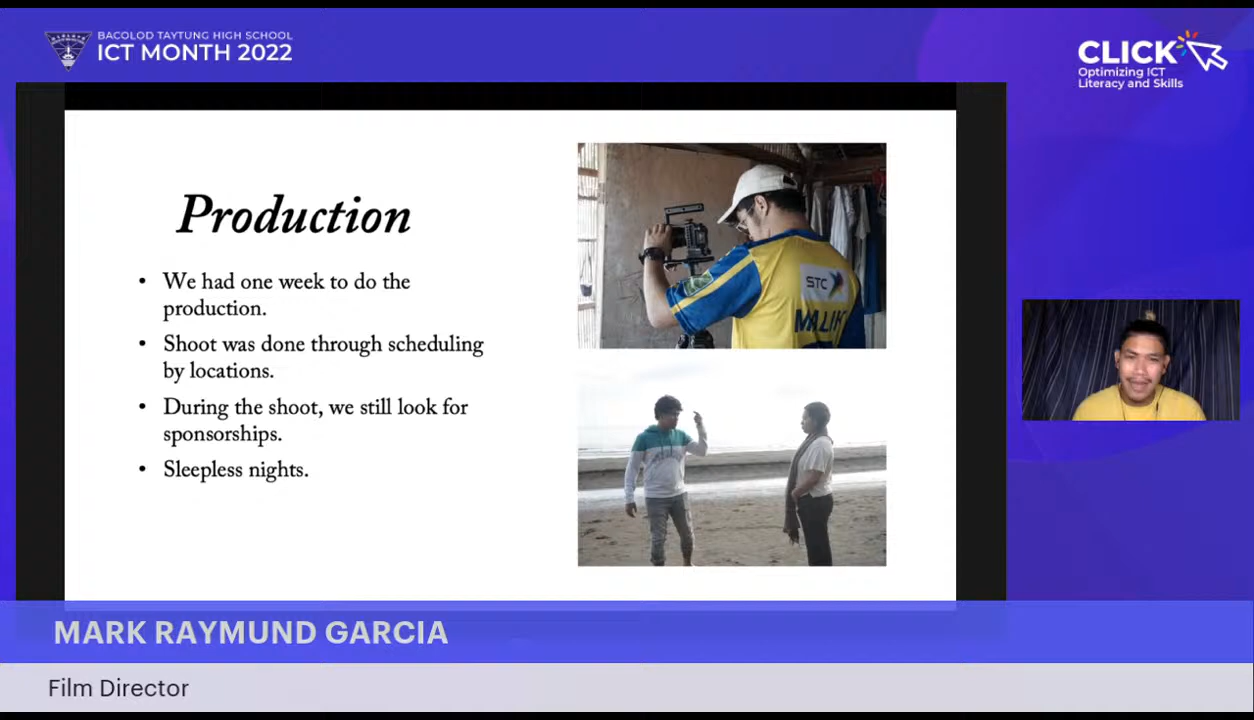 BACOLOD TAYTUNG HIGH SCHOOL
ICT MONTH 2022
CLICK
Optimizing ICT
Literacy and Skills
Production
• We had one week to do the
production.
• Shoot was done through scheduling
by locations.
• During the shoot, we still look for
sponsorships.
• Sleepless nights.
STC
MALIK
MARK RAYMUND GARCIA
Film Director